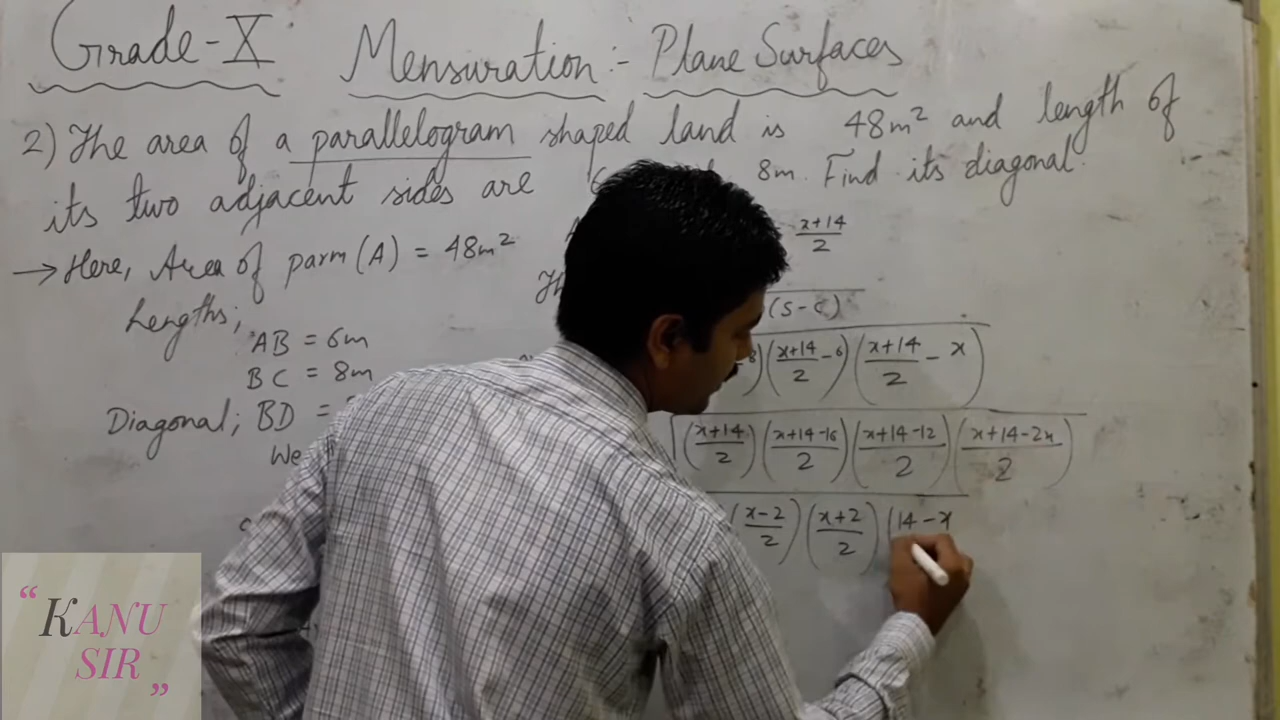 Grade-X: Mensuration:- Plane Surfaces
2) The area of a parallelogram shaped land is 48m² and length of
its two adjacent sides are 8m. Find its diagonal.
→ Here, Area of parm (A) = 48m²
Lengths;
AB = 6m
BC = 8m
Diagonal; BD =
We
x+14/2
(s-c)
8)(x+14/2 - 6)(x+14/2 - x)
√(x+14/2)(x+14-16/2)(x+14-12/2)(x+14-2x/2)
(x-2/2)(x+2/2)(14-x
"KANU
SIR"